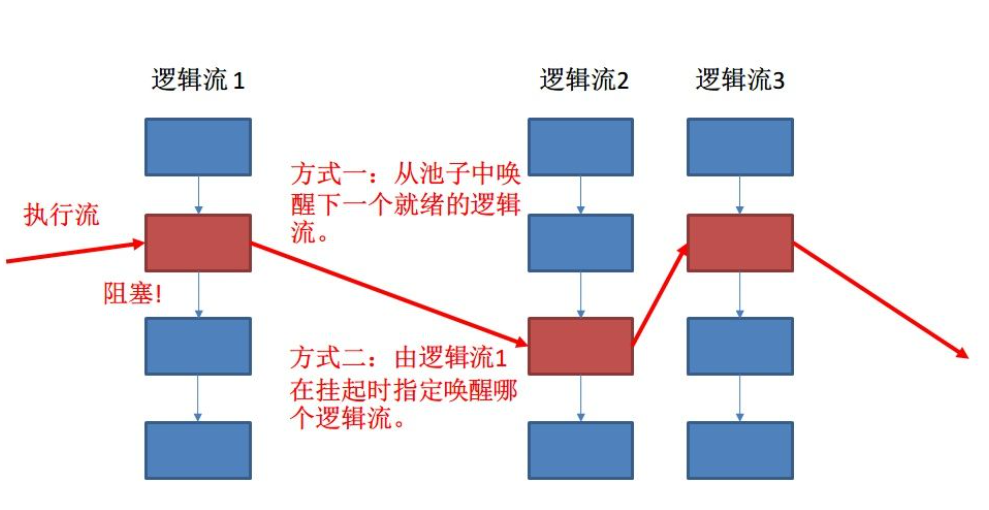 逻辑流 1
逻辑流2
逻辑流3
方式一：从池子中唤
醒下一个就绪的逻辑
流。
执行流
阻塞!
方式二：由逻辑流1
在挂起时指定唤醒哪
个逻辑流。